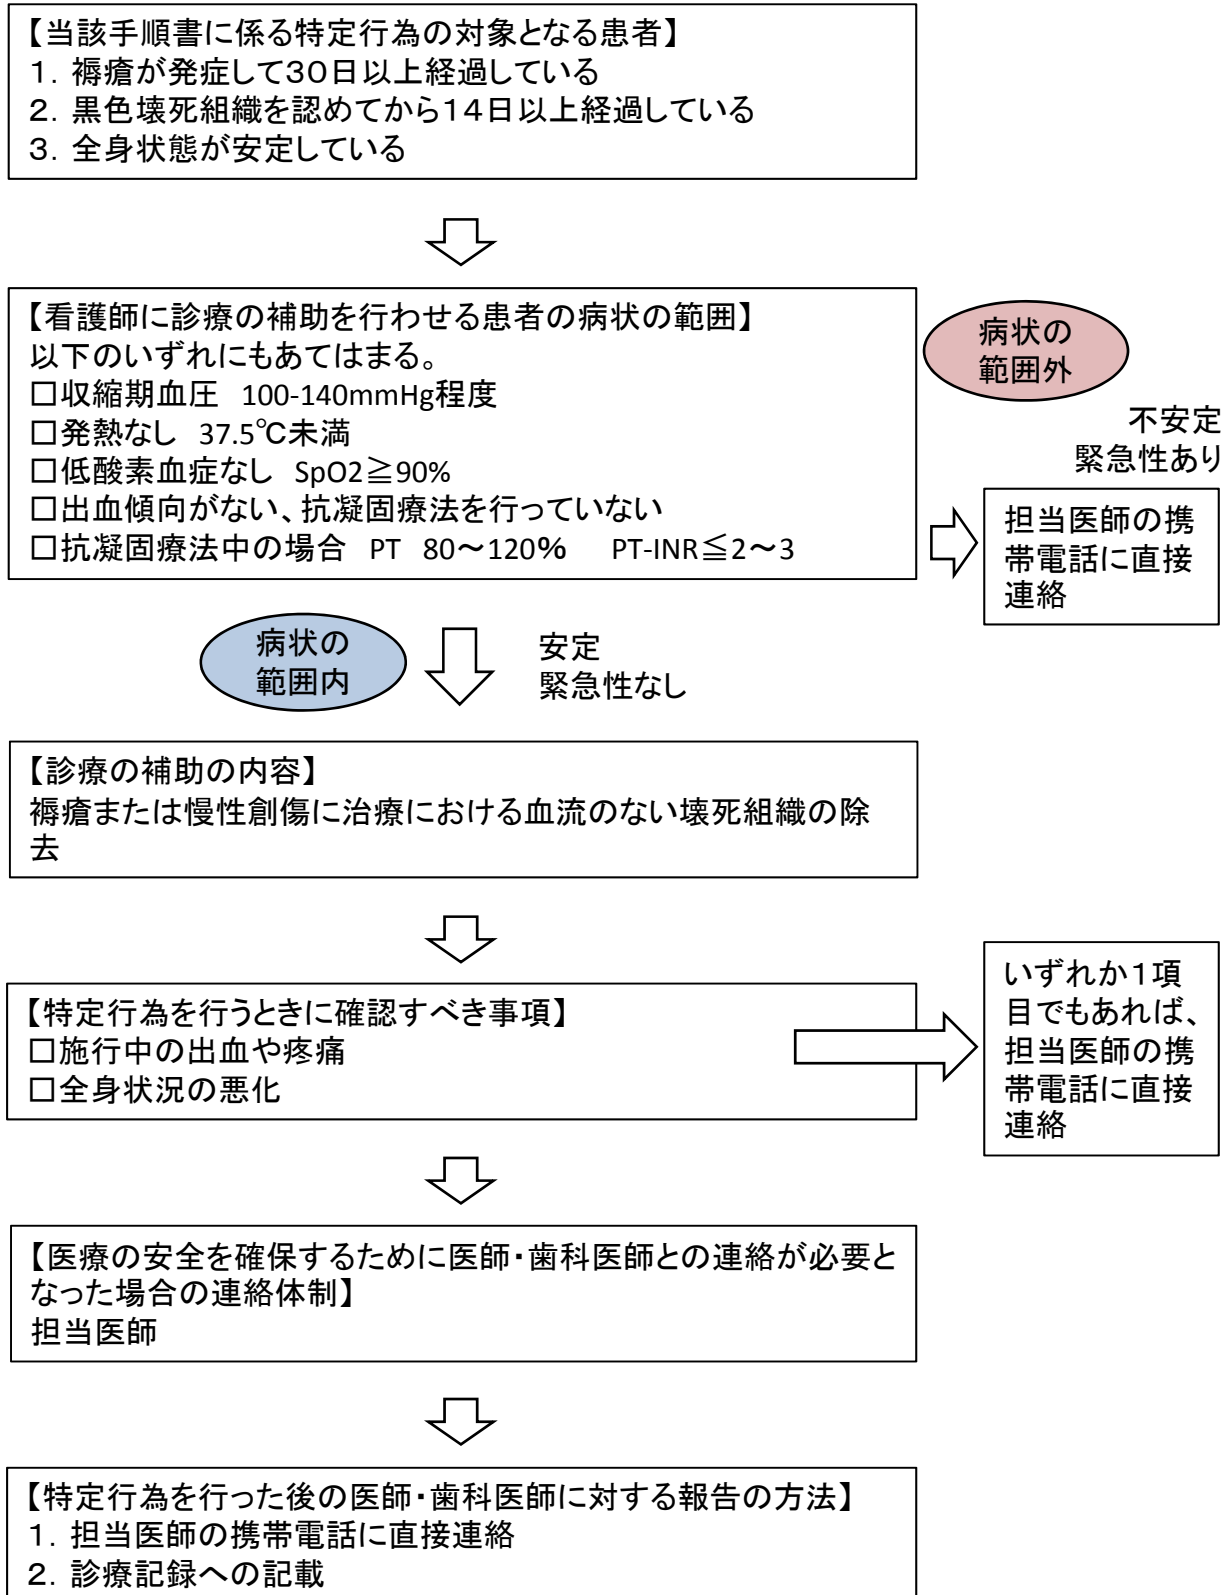 【当該手順書に係る特定行為の対象となる患者】
1．褥瘡が発症して30日以上経過している
2．黒色壊死組織を認めてから14日以上経過している
3．全身状態が安定している
【看護師に診療の補助を行わせる患者の病状の範囲】
以下のいずれにもあてはまる。
□収縮期血圧　100-140mmHg程度
□発熱なし　37.5℃未満
□低酸素血症なし　SpO2≧90%
□出血傾向がない、抗凝固療法を行っていない
□抗凝固療法中の場合　PT　80～120%　　PT-INR≦2～3
病状の
範囲外
不安定
緊急性あり
担当医師の携
帯電話に直接
連絡
病状の
範囲内
安定
緊急性なし
【診療の補助の内容】
褥瘡または慢性創傷に治療における血流のない壊死組織の除
去
【特定行為を行うときに確認すべき事項】
□施行中の出血や疼痛
□全身状況の悪化
いずれか1項
目でもあれば、
担当医師の携
帯電話に直接
連絡
【医療の安全を確保するために医師・歯科医師との連絡が必要と
なった場合の連絡体制】
担当医師
【特定行為を行った後の医師・歯科医師に対する報告の方法】
1．担当医師の携帯電話に直接連絡
2．診療記録への記載